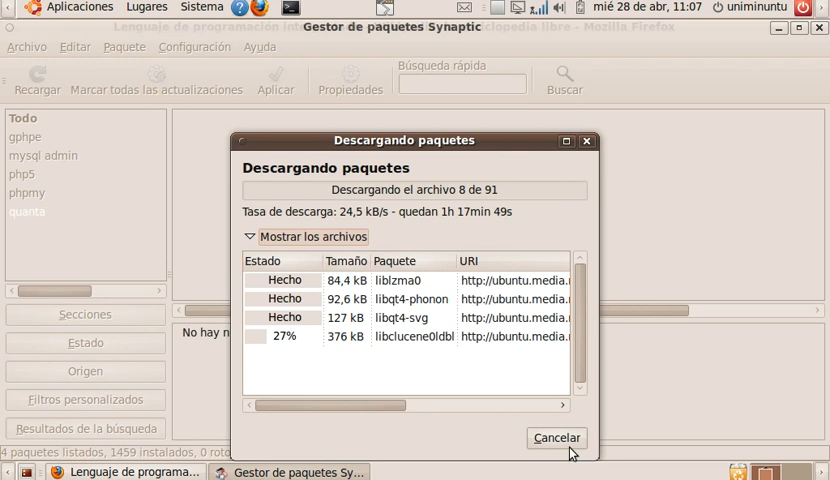 Aplicaciones Lugares Sistema mié 28 de abr, 11:07 uniminuntu
Gestor de paquetes Synaptic
Archivo Editar Paquete Configuración Ayuda
Recargar Marcar todas las actualizaciones Aplicar Propiedades Búsqueda rápida Buscar
Todo
gphpe
mysql admin
php5
phpmy
quanta
Secciones
Estado
Origen
Filtros personalizados
Resultados de la búsqueda
No hay n
4 paquetes listados, 1459 instalados, 0 roto
Descargando paquetes
Descargando paquetes
Descargando el archivo 8 de 91
Tasa de descarga: 24,5 kB/s - quedan 1h 17min 49s
Mostrar los archivos
Estado Tamaño Paquete URI
Hecho 84,4 kB liblzma0 http://ubuntu.media.
Hecho 92,6 kB libqt4-phonon http://ubuntu.media.
Hecho 127 kB libqt4-svg http://ubuntu.media.
27% 376 kB libclucene0ldbl http://ubuntu.media.
Cancelar
Lenguaje de programa... Gestor de paquetes Sy...